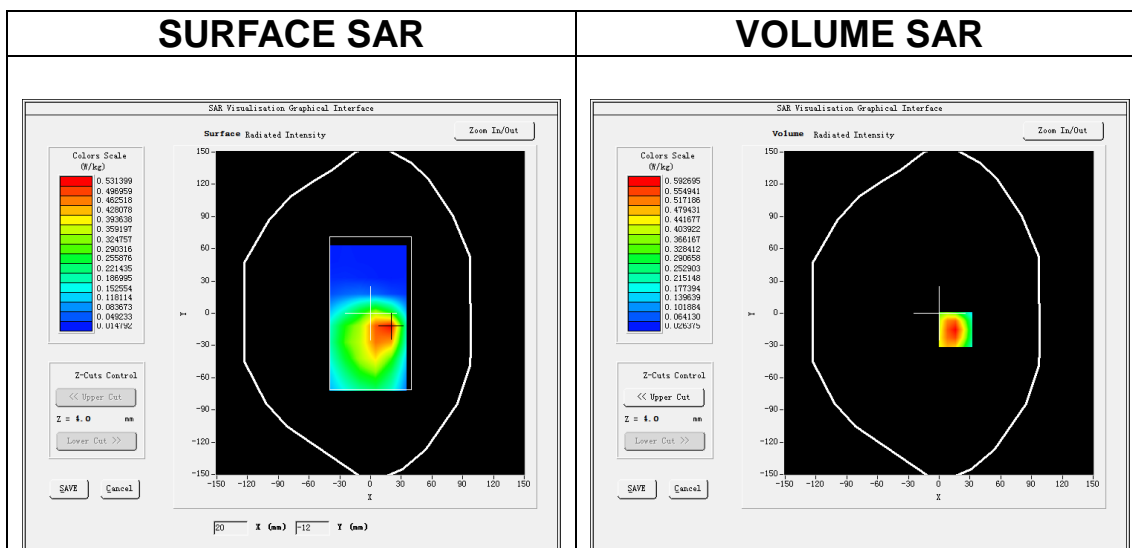 SURFACE SAR
VOLUME SAR
SAR Visualisation Graphical Interface
Surface Radiated Intensity
Zoom In/Out
Colors Scale
(W/kg)
0.531399
0.496959
0.462518
0.428078
0.393638
0.359197
0.324757
0.290316
0.255876
0.221435
0.186995
0.152554
0.118114
0.083673
0.049233
0.014792
150
120
90
60
30
0
-30
-60
-90
-120
-150
Y
-150 -120 -90 -60 -30 0 30 60 90 120 150
X
Z-Cuts Control
<< Upper Cut
Z = 4.0 mm
Lower Cut >>
SAVE Cancel
20 X (mm) -12 Y (mm)
SAR Visualisation Graphical Interface
Volume Radiated Intensity
Zoom In/Out
Colors Scale
(W/kg)
0.592695
0.554941
0.517186
0.479431
0.441677
0.403922
0.366167
0.328412
0.290658
0.252903
0.215148
0.177394
0.139639
0.101884
0.064130
0.026375
150
120
90
60
30
0
-30
-60
-90
-120
-150
Y
-150 -120 -90 -60 -30 0 30 60 90 120 150
X
Z-Cuts Control
<< Upper Cut
Z = 4.0 mm
Lower Cut >>
SAVE Cancel